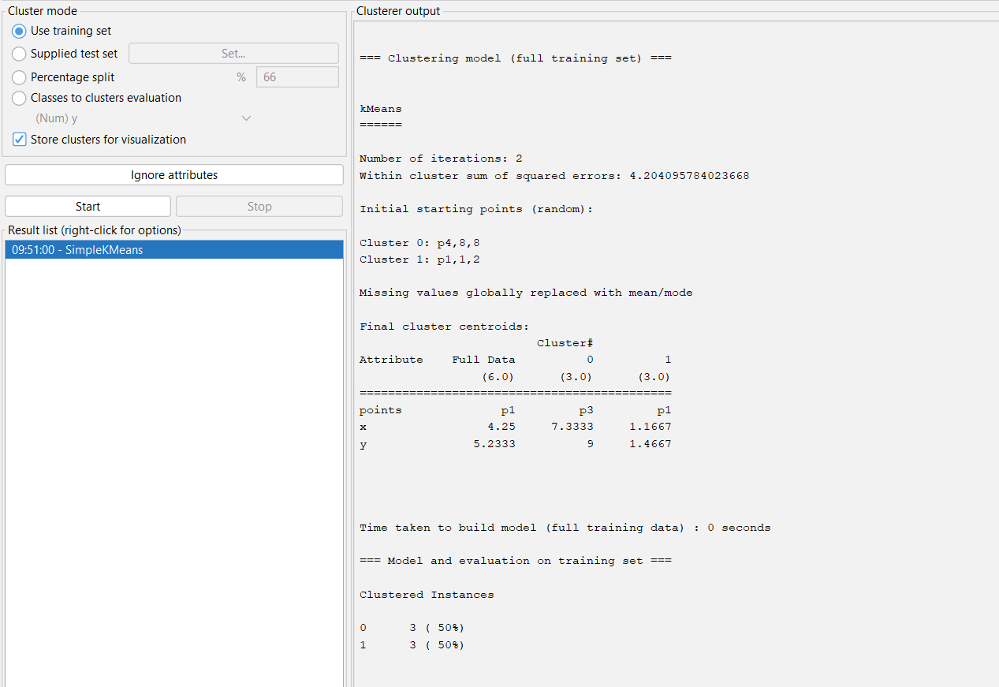 Cluster mode
Use training set
Supplied test set Set...
Percentage split % 66
Classes to clusters evaluation
(Num) y
Store clusters for visualization
Ignore attributes
Start Stop
Result list (right-click for options)
09:51:00 - SimpleKMeans
Clusterer output
=== Clustering model (full training set) ===
kMeans
======
Number of iterations: 2
Within cluster sum of squared errors: 4.204095784023668
Initial starting points (random):
Cluster 0: p4,8,8
Cluster 1: p1,1,2
Missing values globally replaced with mean/mode
Final cluster centroids:
Cluster#
Attribute Full Data 0 1
(6.0) (3.0) (3.0)
============================================
points p1 p3 p1
x 4.25 7.3333 1.1667
y 5.2333 9 1.4667
Time taken to build model (full training data) : 0 seconds
=== Model and evaluation on training set ===
Clustered Instances
0 3 ( 50%)
1 3 ( 50%)